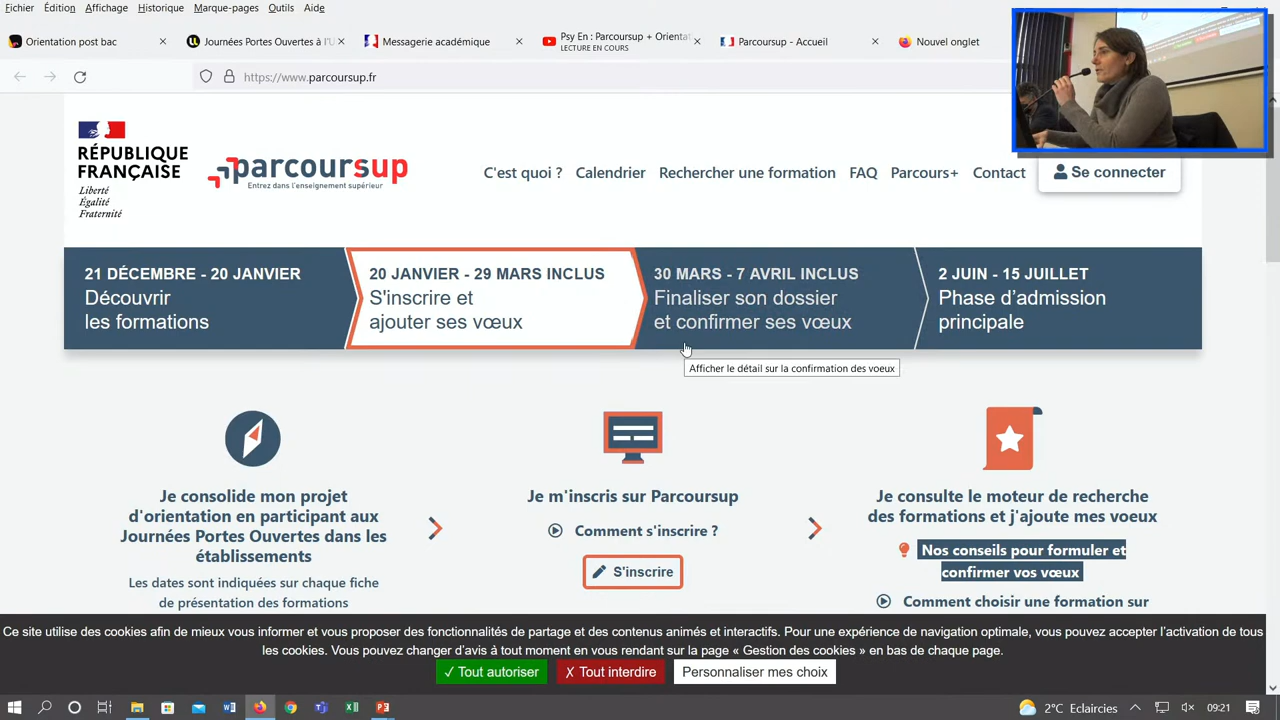 Fichier Édition Affichage Historique Marque-pages Outils Aide
Orientation post bac
Journées Portes Ouvertes à l'U
Messagerie académique
Psy En : Parcoursup + Orientat
LECTURE EN COURS
Parcoursup - Accueil
Nouvel onglet
https://www.parcoursup.fr
RÉPUBLIQUE
FRANÇAISE
Liberté
Égalité
Fraternité
parcoursup
Entrez dans l'enseignement supérieur
C'est quoi ? Calendrier Rechercher une formation FAQ Parcours+ Contact Se connecter
21 DÉCEMBRE - 20 JANVIER
Découvrir
les formations
20 JANVIER - 29 MARS INCLUS
S'inscrire et
ajouter ses vœux
30 MARS - 7 AVRIL INCLUS
Finaliser son dossier
et confirmer ses vœux
2 JUIN - 15 JUILLET
Phase d'admission
principale
Afficher le détail sur la confirmation des voeux
Je consolide mon projet
d'orientation en participant aux
Journées Portes Ouvertes dans les
établissements
Les dates sont indiquées sur chaque fiche
de présentation des formations
Je m'inscris sur Parcoursup
Comment s'inscrire ?
S'inscrire
Je consulte le moteur de recherche
des formations et j'ajoute mes voeux
Nos conseils pour formuler et
confirmer vos vœux
Comment choisir une formation sur
Ce site utilise des cookies afin de mieux vous informer et vous proposer des fonctionnalités de partage et des contenus animés et interactifs. Pour une expérience de navigation optimale, vous pouvez accepter l'activation de tous
les cookies. Vous pouvez changer d'avis à tout moment en vous rendant sur la page « Gestion des cookies » en bas de chaque page.
✓ Tout autoriser ✗ Tout interdire Personnaliser mes choix
2°C Eclaircies 09:21